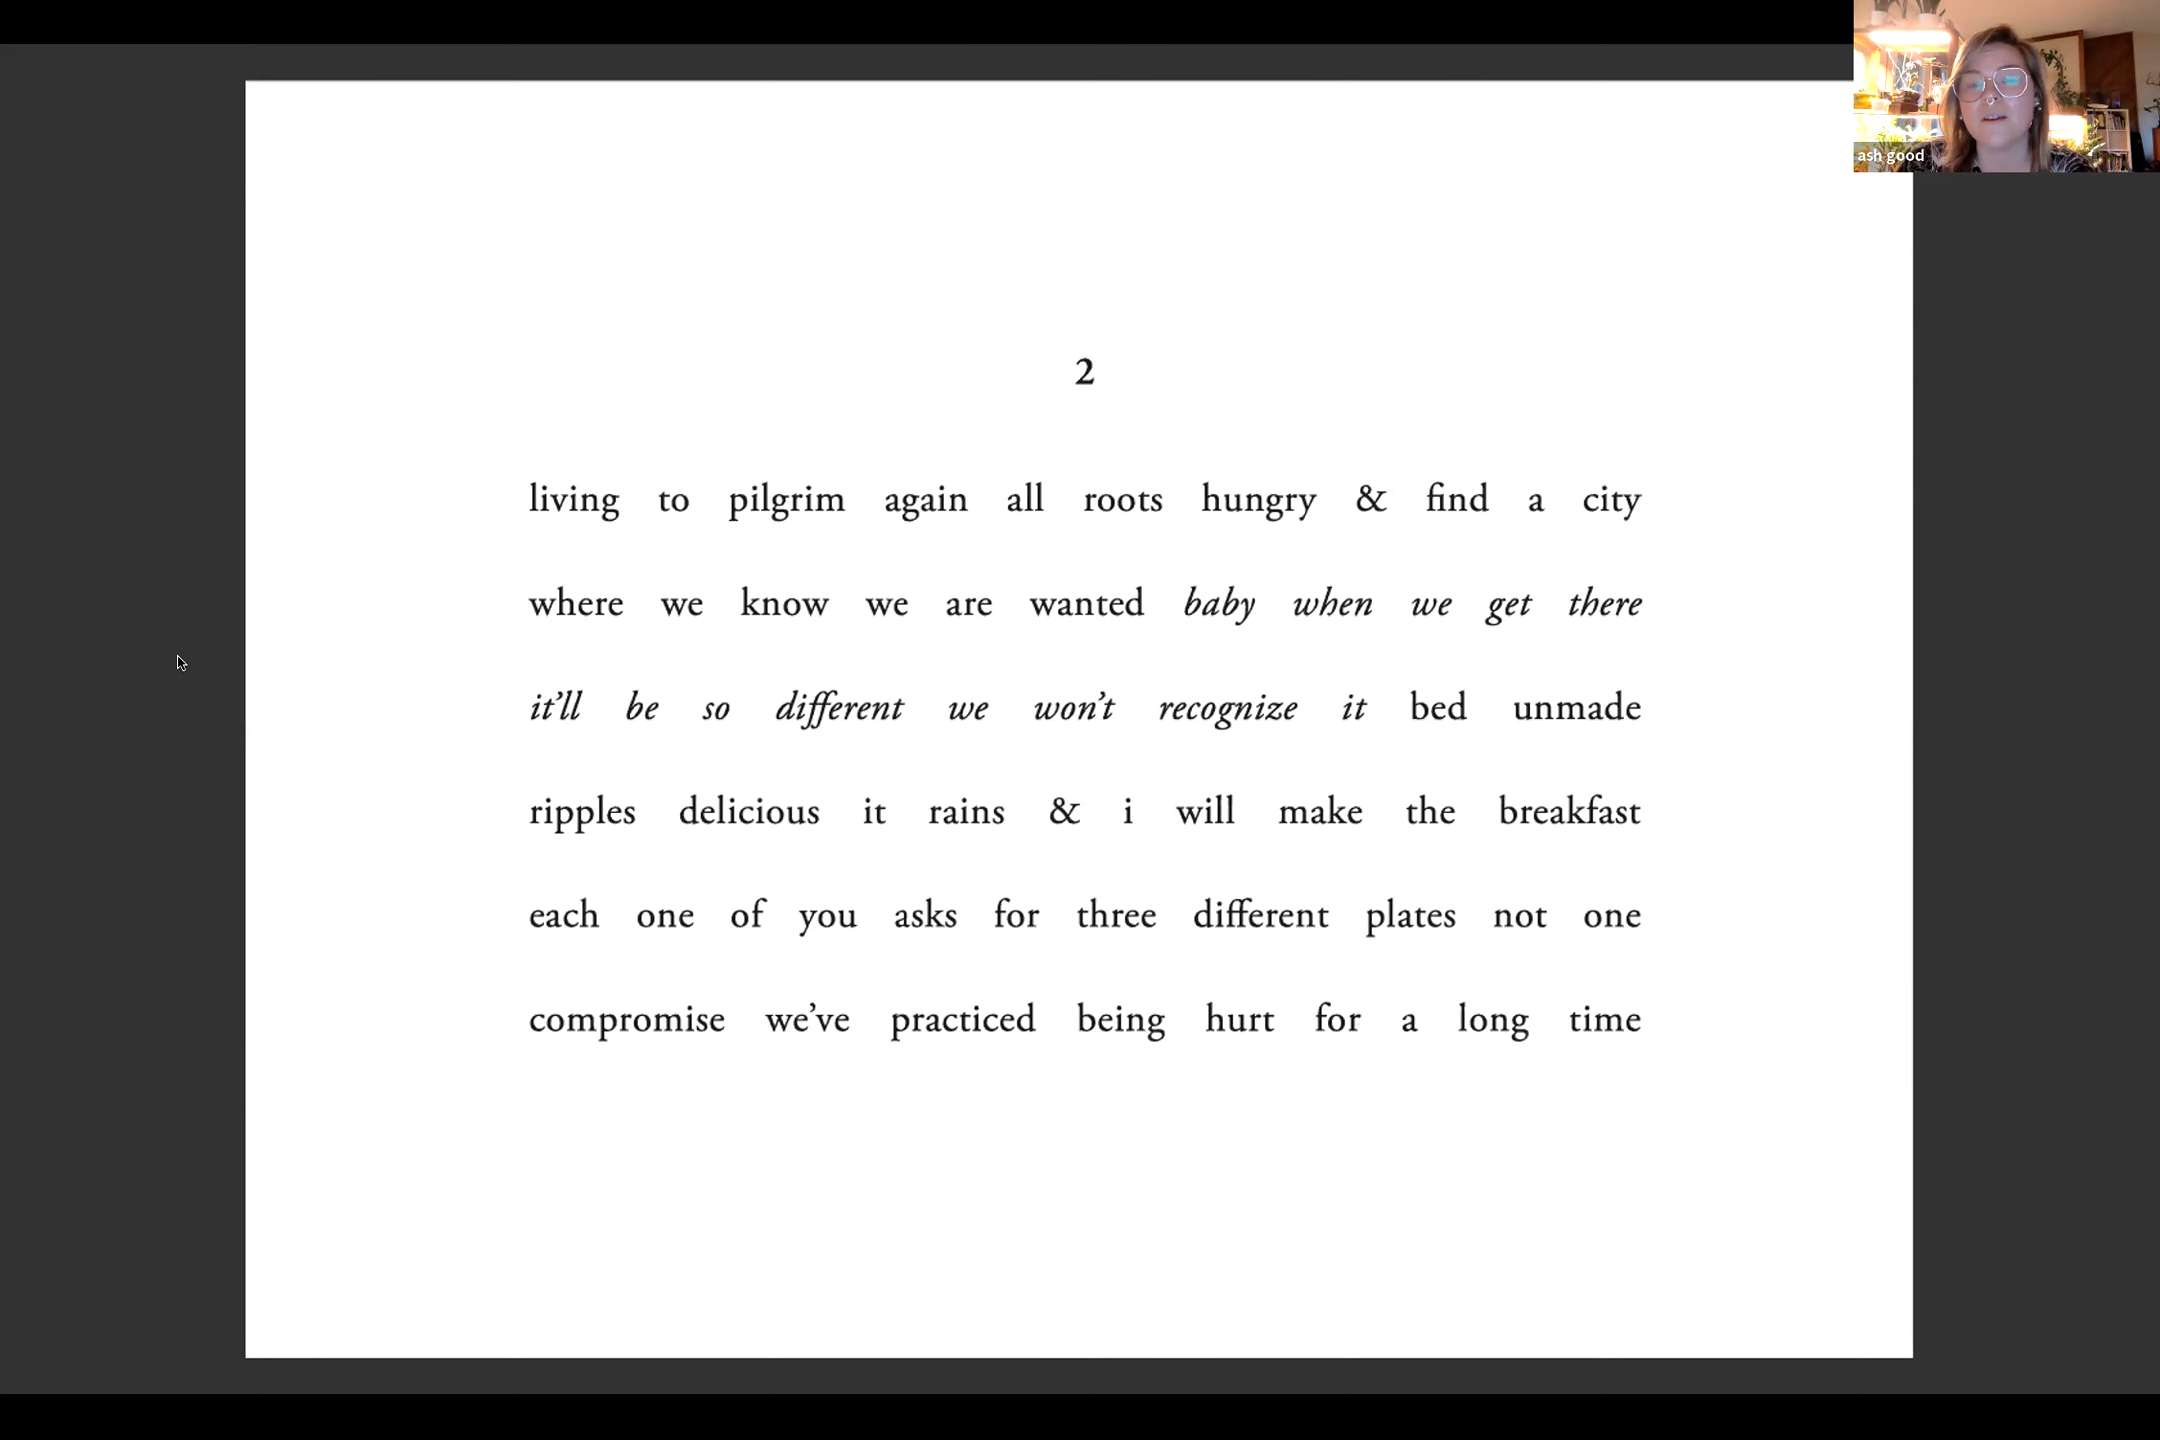 ash good
2
living to pilgrim again all roots hungry & find a city
where we know we are wanted baby when we get there
it’ll be so different we won’t recognize it bed unmade
ripples delicious it rains & i will make the breakfast
each one of you asks for three different plates not one
compromise we’ve practiced being hurt for a long time